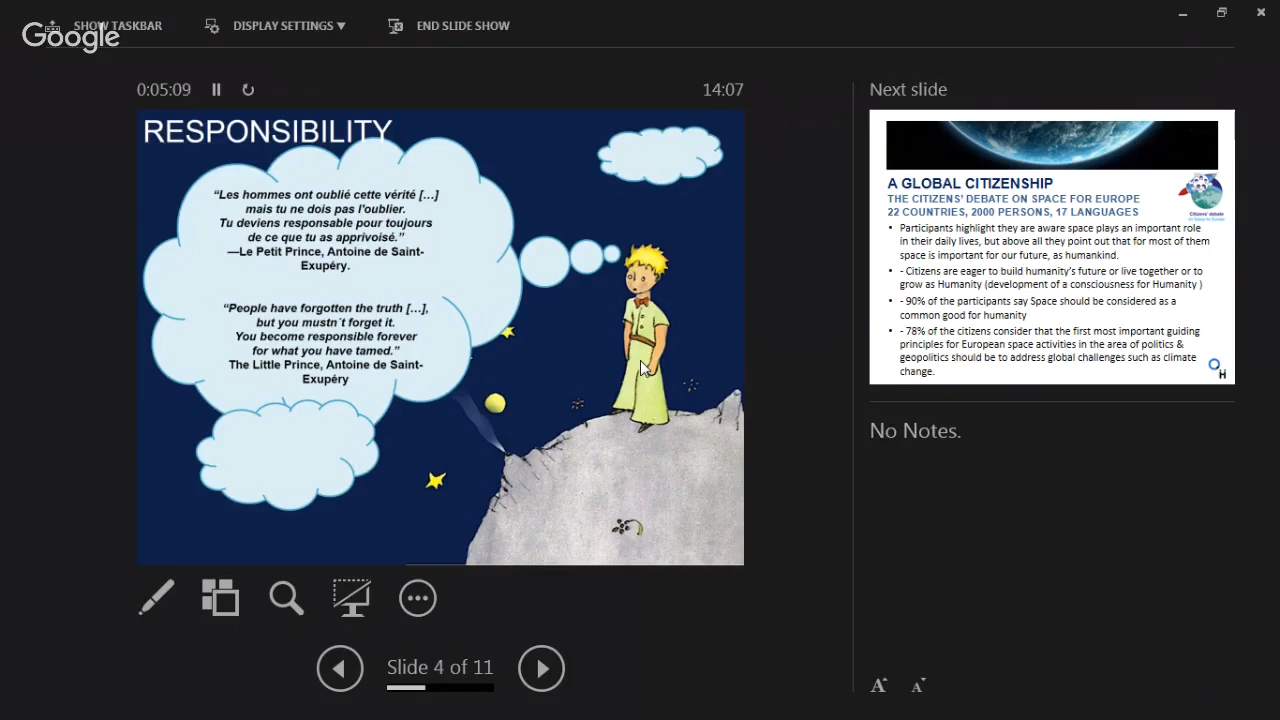 SHOW TASKBAR
DISPLAY SETTINGS ▼
END SLIDE SHOW
Google
0:05:09
14:07
Next slide
RESPONSIBILITY
“Les hommes ont oublié cette vérité [...]
mais tu ne dois pas l'oublier.
Tu deviens responsable pour toujours
de ce que tu as apprivoisé.”
—Le Petit Prince, Antoine de Saint-
Exupéry.
“People have forgotten the truth [...],
but you mustn´t forget it.
You become responsible forever
for what you have tamed.”
The Little Prince, Antoine de Saint-
Exupéry
A GLOBAL CITIZENSHIP
THE CITIZENS’ DEBATE ON SPACE FOR EUROPE
22 COUNTRIES, 2000 PERSONS, 17 LANGUAGES
Citizens' debate
on Space for Europe
• Participants highlight they are aware space plays an important role
in their daily lives, but above all they point out that for most of them
space is important for our future, as humankind.
• - Citizens are eager to build humanity’s future or live together or to
grow as Humanity (development of a consciousness for Humanity )
• - 90% of the participants say Space should be considered as a
common good for humanity
• - 78% of the citizens consider that the first most important guiding
principles for European space activities in the area of politics &
geopolitics should be to address global challenges such as climate
change.
H
No Notes.
Slide 4 of 11
A A